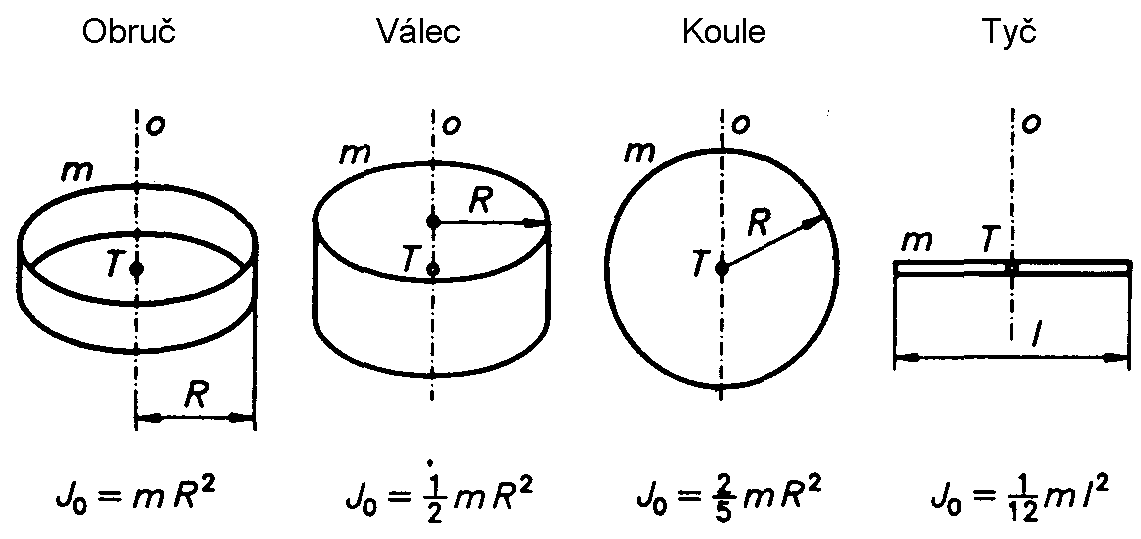 Obruč
Válec
Koule
Tyč
o
m
T
R
J₀ = m R²
o
m
R
T
J₀ = 1/2 m R²
o
m
R
T
J₀ = 2/5 m R²
o
m
T
l
J₀ = 1/12 m l²